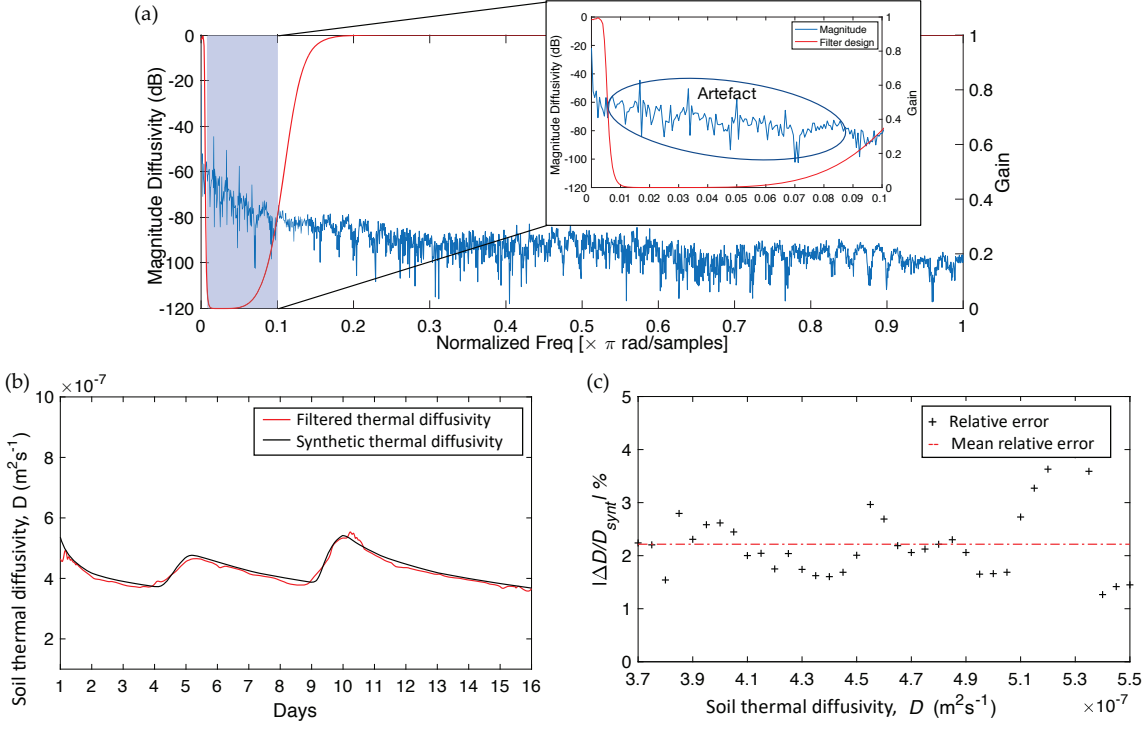 (a)
Magnitude Diffusivity (dB)
0
-20
-40
-60
-80
-100
-120
0 0.1 0.2 0.3 0.4 0.5 0.6 0.7 0.8 0.9 1
Normalized Freq [× π rad/samples]
1
0.8
0.6
0.4
0.2
0
Gain
Magnitude Diffusivity (dB)
0
-20
-40
-60
-80
-100
-120
0 0.01 0.02 0.03 0.04 0.05 0.06 0.07 0.08 0.09 0.1
1
0.8
0.6
0.4
0.2
0
Gain
Magnitude
Filter design
Artefact
(b)
×10⁻⁷
Soil thermal diffusivity, D (m²s⁻¹)
10
8
6
4
2
1 2 3 4 5 6 7 8 9 10 11 12 13 14 15 16
Days
Filtered thermal diffusivity
Synthetic thermal diffusivity
(c)
|ΔD/D_synt| %
5
4
3
2
1
0
3.7 3.9 4.1 4.3 4.5 4.7 4.9 5.1 5.3 5.5
Soil thermal diffusivity, D (m²s⁻¹)
×10⁻⁷
Relative error
Mean relative error